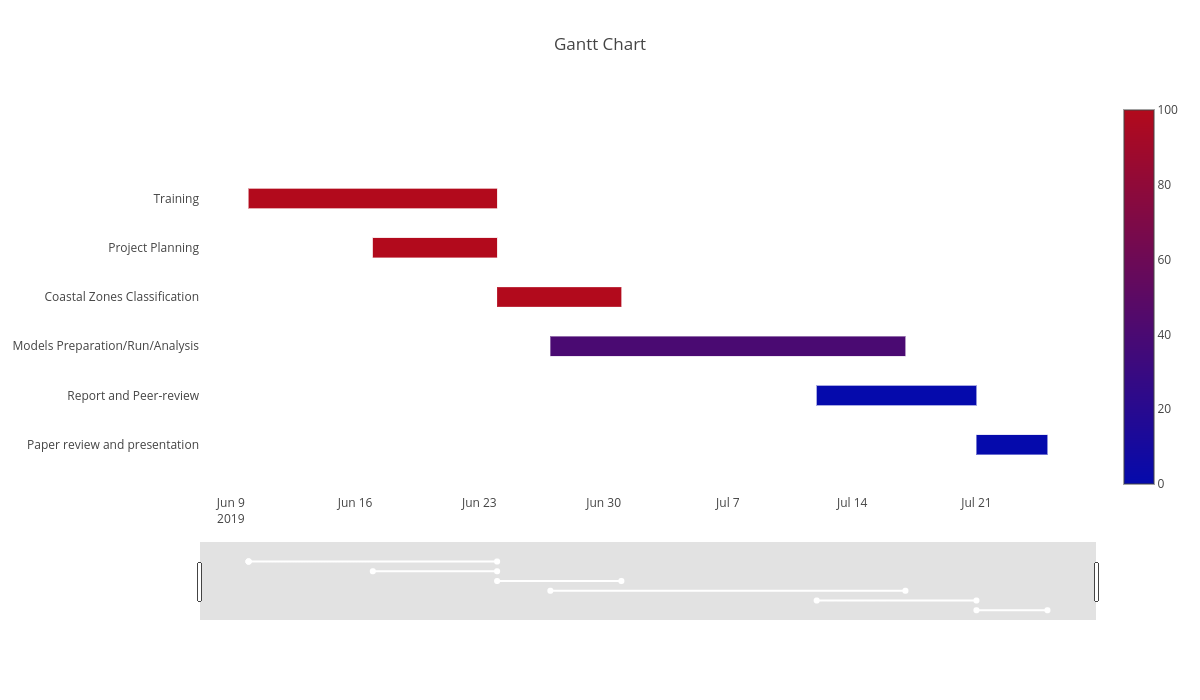 Gantt Chart
100
80
60
40
20
0
Training
Project Planning
Coastal Zones Classification
Models Preparation/Run/Analysis
Report and Peer-review
Paper review and presentation
Jun 9 Jun 16 Jun 23 Jun 30 Jul 7 Jul 14 Jul 21
2019